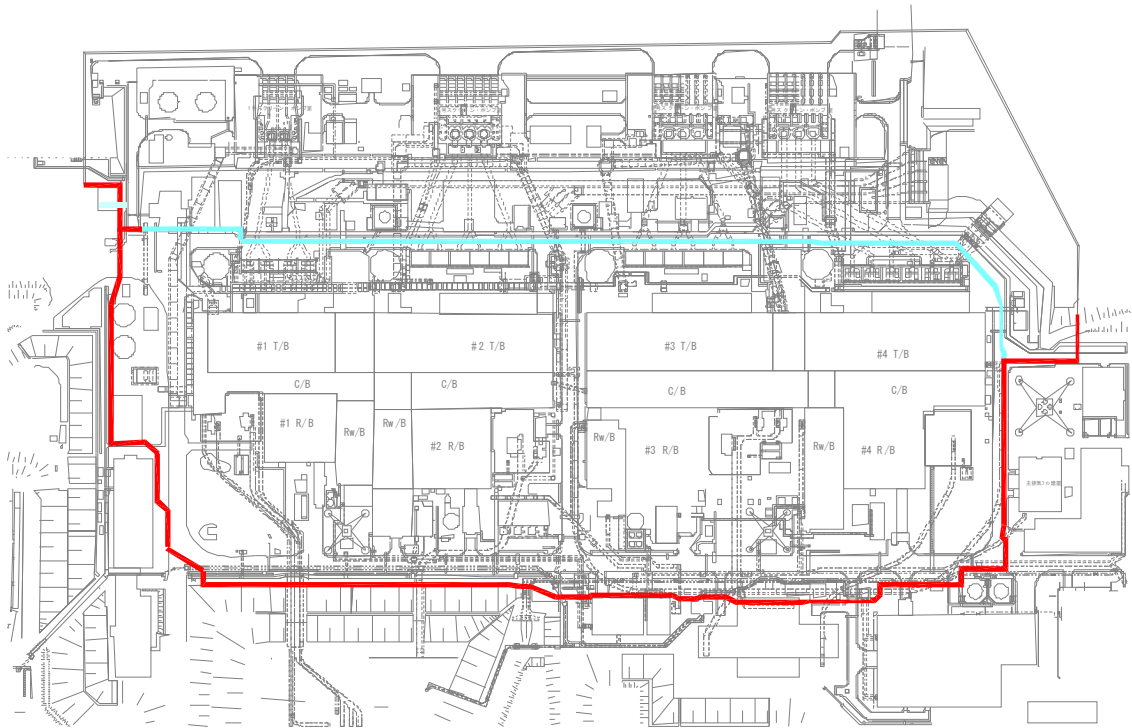 #1 T/B
#2 T/B
#3 T/B
#4 T/B
C/B
C/B
C/B
C/B
#1 R/B
Rw/B
Rw/B
#2 R/B
Rw/B
#3 R/B
Rw/B
#4 R/B